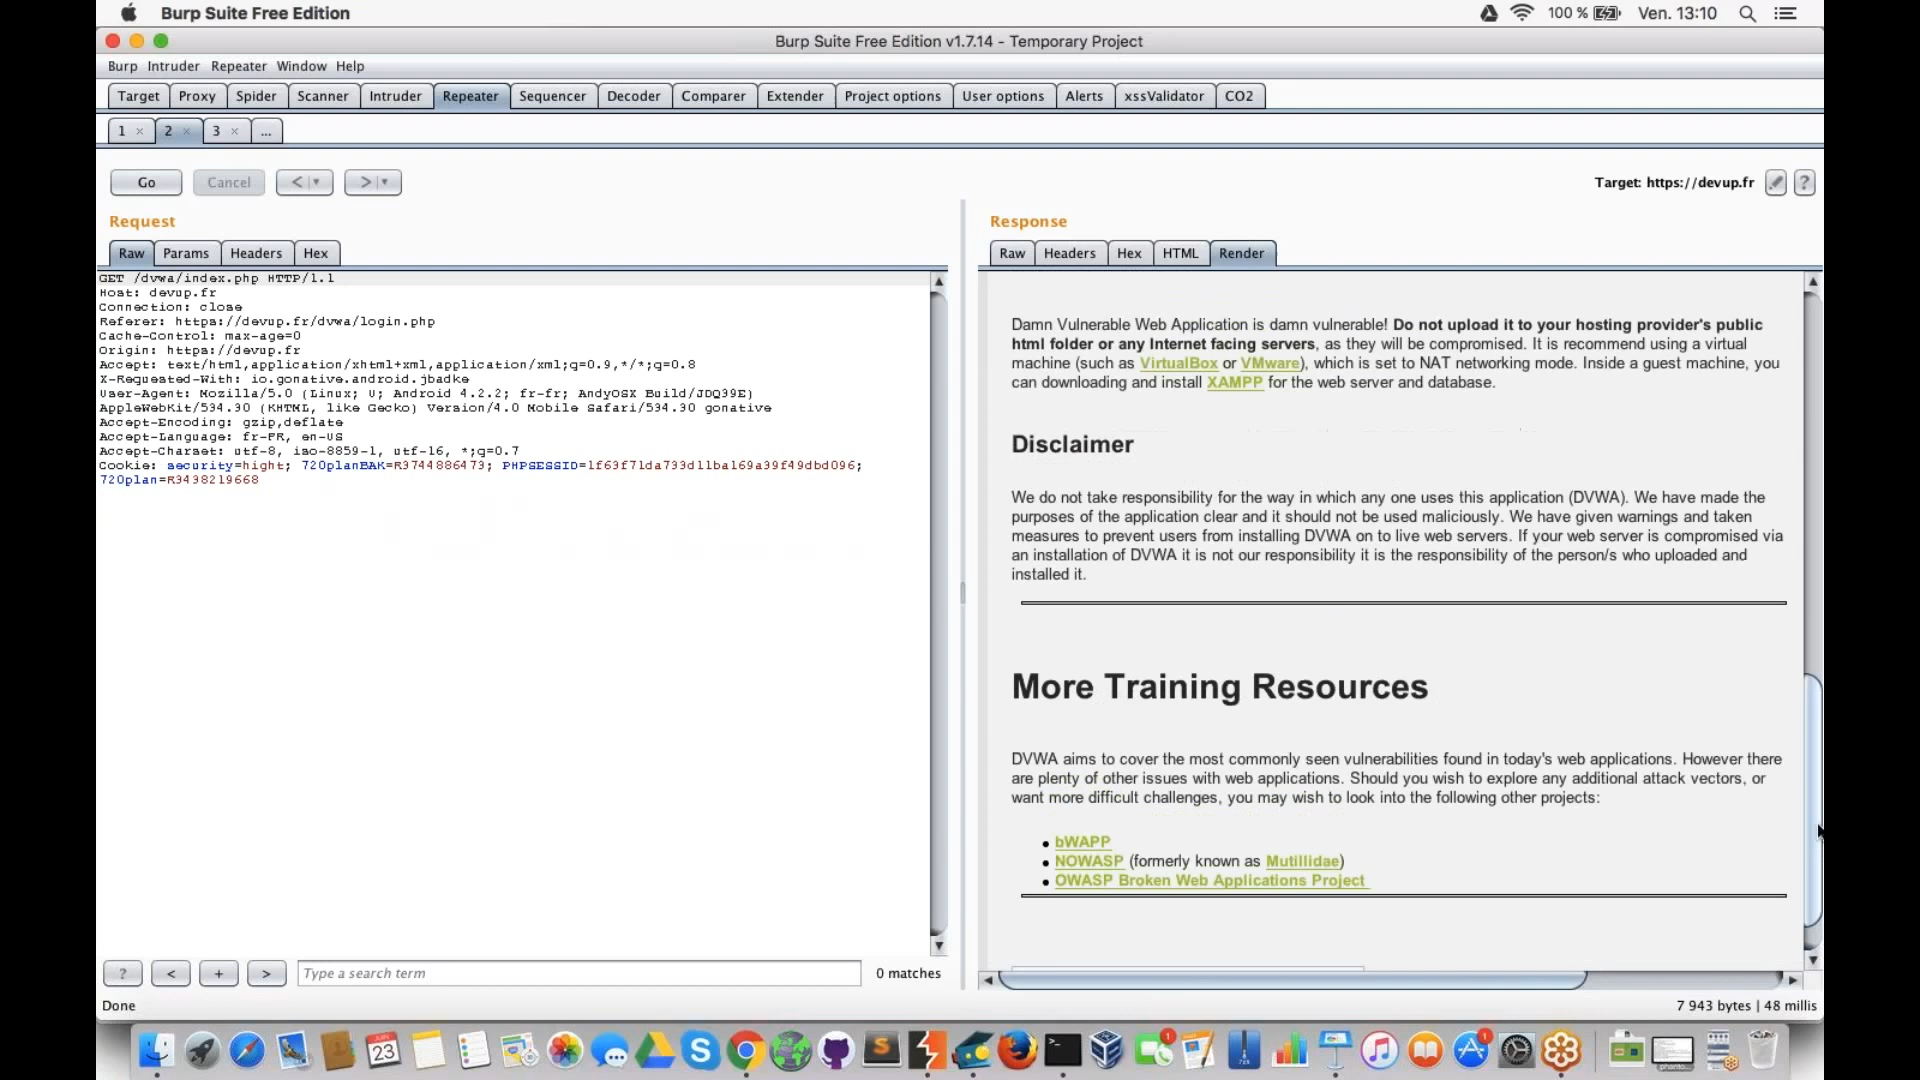 Burp Suite Free Edition
100 %
Ven. 13:10
Burp Suite Free Edition v1.7.14 - Temporary Project
Burp Intruder Repeater Window Help
Target Proxy Spider Scanner Intruder Repeater Sequencer Decoder Comparer Extender Project options User options Alerts xssValidator CO2
1 × 2 × 3 × ...
Go Cancel < > Target: https://devup.fr ?
Request
Raw Params Headers Hex
GET /dvwa/index.php HTTP/1.1
Host: devup.fr
Connection: close
Referer: https://devup.fr/dvwa/login.php
Cache-Control: max-age=0
Origin: https://devup.fr
Accept: text/html,application/xhtml+xml,application/xml;q=0.9,*/*;q=0.8
X-Requested-With: io.gonative.android.jbadke
User-Agent: Mozilla/5.0 (Linux; U; Android 4.2.2; fr-fr; AndyOSX Build/JDQ39E)
AppleWebKit/534.30 (KHTML, like Gecko) Version/4.0 Mobile Safari/534.30 gonative
Accept-Encoding: gzip,deflate
Accept-Language: fr-FR, en-US
Accept-Charset: utf-8, iso-8859-1, utf-16, *;q=0.7
Cookie: security=hight; 720planBAK=R3744886473; PHPSESSID=1f63f71da733d11ba169a39f49dbd096;
720plan=R3438219668
? < + > Type a search term 0 matches
Done
Response
Raw Headers Hex HTML Render
Damn Vulnerable Web Application is damn vulnerable! Do not upload it to your hosting provider's public
html folder or any Internet facing servers, as they will be compromised. It is recommend using a virtual
machine (such as VirtualBox or VMware), which is set to NAT networking mode. Inside a guest machine, you
can downloading and install XAMPP for the web server and database.
Disclaimer
We do not take responsibility for the way in which any one uses this application (DVWA). We have made the
purposes of the application clear and it should not be used maliciously. We have given warnings and taken
measures to prevent users from installing DVWA on to live web servers. If your web server is compromised via
an installation of DVWA it is not our responsibility it is the responsibility of the person/s who uploaded and
installed it.
More Training Resources
DVWA aims to cover the most commonly seen vulnerabilities found in today's web applications. However there
are plenty of other issues with web applications. Should you wish to explore any additional attack vectors, or
want more difficult challenges, you may wish to look into the following other projects:
• bWAPP
• NOWASP (formerly known as Mutillidae)
• OWASP Broken Web Applications Project
7 943 bytes | 48 millis
23